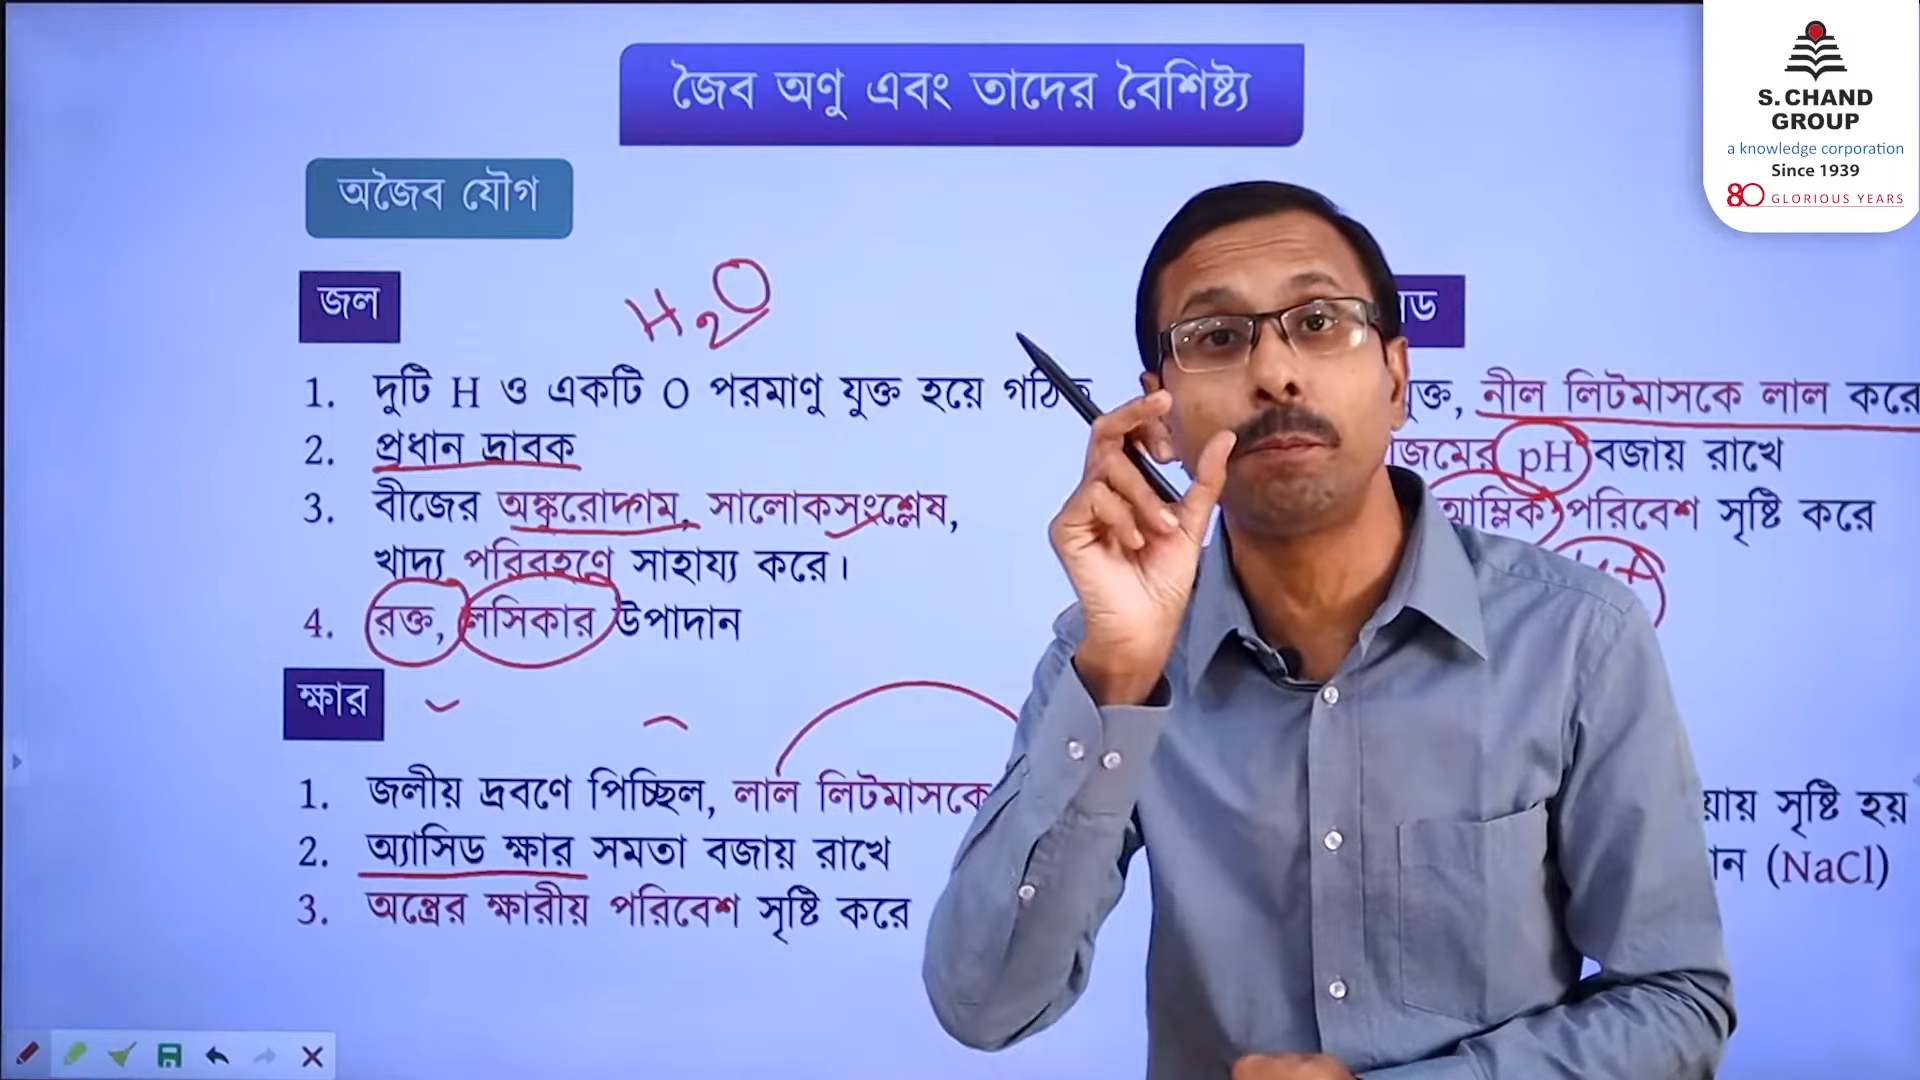 জৈব অণু এবং তাদের বৈশিষ্ট্য
S. CHAND
GROUP
a knowledge corporation
Since 1939
80 GLORIOUS YEARS
অজৈব যৌগ
জল
H2O
1. দুটি H ও একটি O পরমাণু যুক্ত হয়ে গঠিত
2. প্রধান দ্রাবক
3. বীজের অঙ্কুরোদ্গম, সালোকসংশ্লেষ,
খাদ্য পরিবহণে সাহায্য করে।
4. রক্ত, লসিকার উপাদান
নীল লিটমাসকে লাল করে
pH বজায় রাখে
আম্লিক পরিবেশ সৃষ্টি করে
ক্ষার
1. জলীয় দ্রবণে পিচ্ছিল, লাল লিটমাসকে
2. অ্যাসিড ক্ষার সমতা বজায় রাখে
3. অন্ত্রের ক্ষারীয় পরিবেশ সৃষ্টি করে
সৃষ্টি হয়
(NaCl)